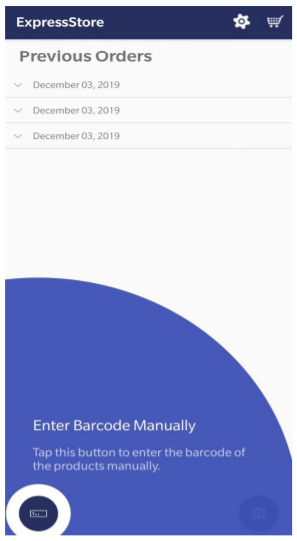 ExpressStore
Previous Orders
December 03, 2019
December 03, 2019
December 03, 2019
Enter Barcode Manually
Tap this button to enter the barcode of
the products manually.